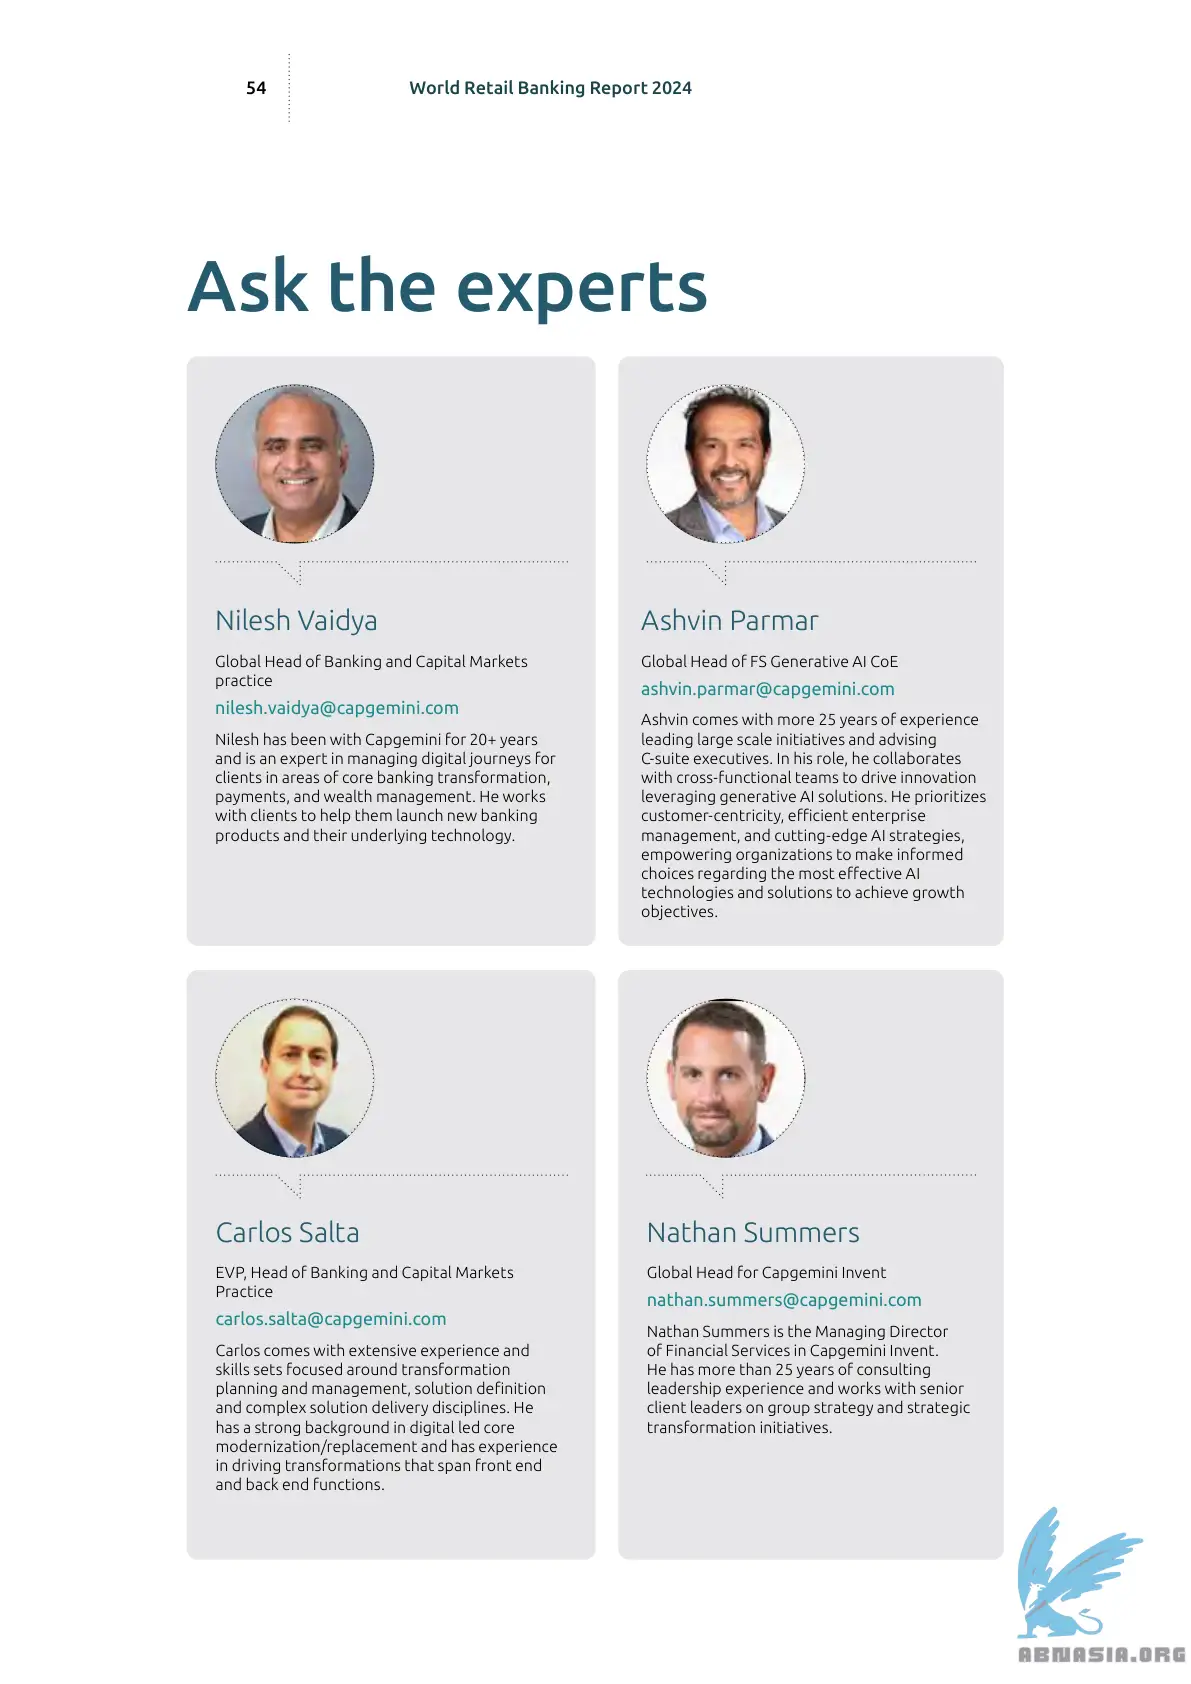 54
World Retail Banking Report 2024
Ask the experts
Nilesh Vaidya
Global Head of Banking and Capital Markets
practice
nilesh.vaidya@capgemini.com
Nilesh has been with Capgemini for 20+ years
and is an expert in managing digital journeys for
clients in areas of core banking transformation,
payments, and wealth management. He works
with clients to help them launch new banking
products and their underlying technology.
Ashvin Parmar
Global Head of FS Generative AI CoE
ashvin.parmar@capgemini.com
Ashvin comes with more 25 years of experience
leading large scale initiatives and advising
C-suite executives. In his role, he collaborates
with cross-functional teams to drive innovation
leveraging generative AI solutions. He prioritizes
customer-centricity, efficient enterprise
management, and cutting-edge AI strategies,
empowering organizations to make informed
choices regarding the most effective AI
technologies and solutions to achieve growth
objectives.
Carlos Salta
EVP, Head of Banking and Capital Markets
Practice
carlos.salta@capgemini.com
Carlos comes with extensive experience and
skills sets focused around transformation
planning and management, solution definition
and complex solution delivery disciplines. He
has a strong background in digital led core
modernization/replacement and has experience
in driving transformations that span front end
and back end functions.
Nathan Summers
Global Head for Capgemini Invent
nathan.summers@capgemini.com
Nathan Summers is the Managing Director
of Financial Services in Capgemini Invent.
He has more than 25 years of consulting
leadership experience and works with senior
client leaders on group strategy and strategic
transformation initiatives.
ABNASIA.ORG